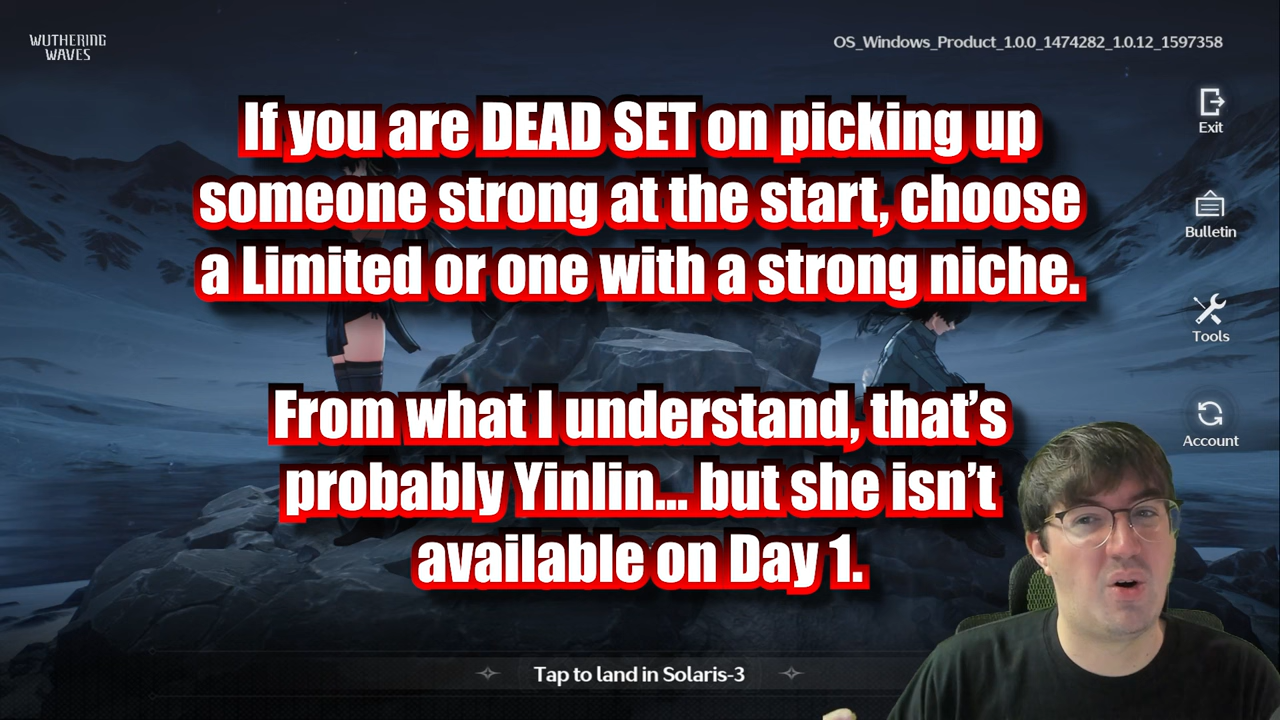 WUTHERING
WAVES
OS_Windows_Product_1.0.0_1474282_1.0.12_1597358
Exit
If you are DEAD SET on picking up
someone strong at the start, choose
a Limited or one with a strong niche.
Bulletin
Tools
From what I understand, that’s
probably Yinlin... but she isn’t
available on Day 1.
Account
Tap to land in Solaris-3